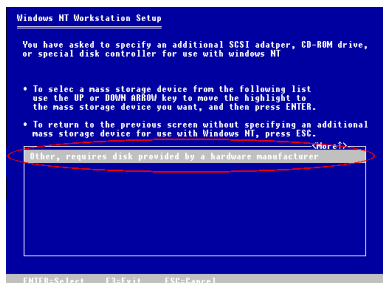 Windows NT Workstation Setup
You have asked to specify an additional SCSI adatper, CD-ROM drive,
or special disk controller for use with windows NT
• To selec a mass storage device from the following list
use the UP or DOWN ARROW key to move the highlight to
the mass storage device you want, and then press ENTER.
• To return to the previous screen without specifying an additional
mass storage device for use with Windows NT, press ESC.
<More↑>
Other, requires disk provided by a hardware manufacturer
ENTER=Select F3=Exit ESC=Cancel